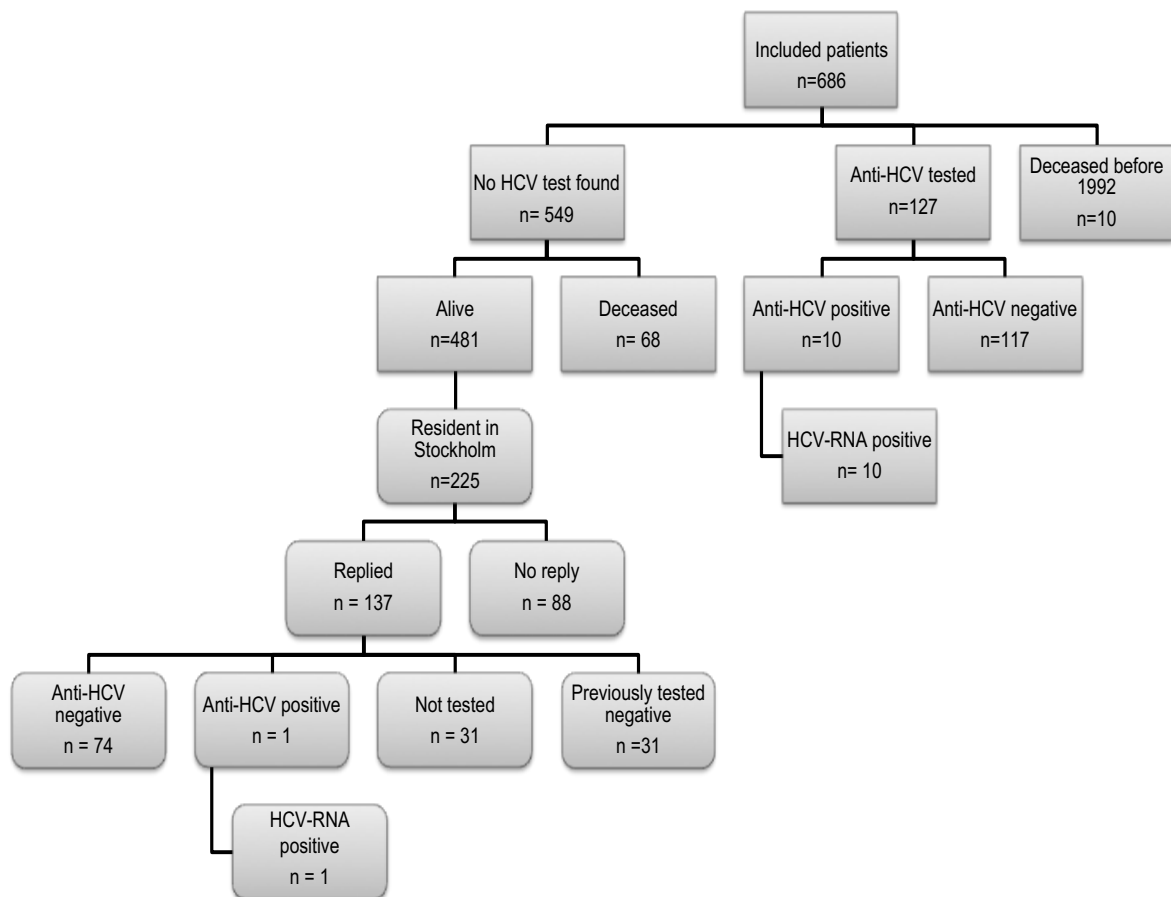 Included patients
n=686
No HCV test found
n= 549
Anti-HCV tested
n=127
Deceased before
1992
n=10
Alive
n=481
Deceased
n= 68
Anti-HCV positive
n=10
Anti-HCV negative
n=117
Resident in
Stockholm
n=225
HCV-RNA positive
n= 10
Replied
n = 137
No reply
n = 88
Anti-HCV
negative
n = 74
Anti-HCV positive
n = 1
Not tested
n = 31
Previously tested
negative
n =31
HCV-RNA
positive
n = 1